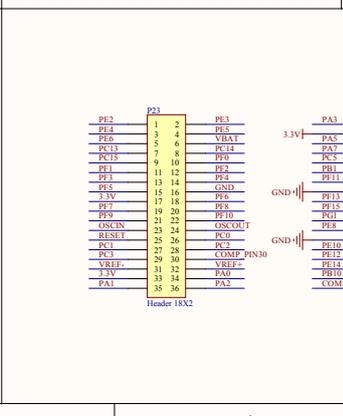 P23
PE2 1 2 PE3
PE4 3 4 PE5
PE6 5 6 VBAT
PC13 7 8 PC14
PC15 9 10 PF0
PF1 11 12 PF2
PF3 13 14 PF4
PF5 15 16 GND
3.3V 17 18 PF6
PF7 19 20 PF8
PF9 21 22 PF10
OSCIN 23 24 OSCOUT
RESET 25 26 PC0
PC1 27 28 PC2
PC3 29 30 COMP_PIN30
VREF- 31 32 VREF+
3.3V 33 34 PA0
PA1 35 36 PA2
Header 18X2
PA3
3.3V
PA5
PA7
PC5
PB1
PF11
GND
PF13
PF15
PG1
PE8
GND
PE10
PE12
PE14
PB10
COM